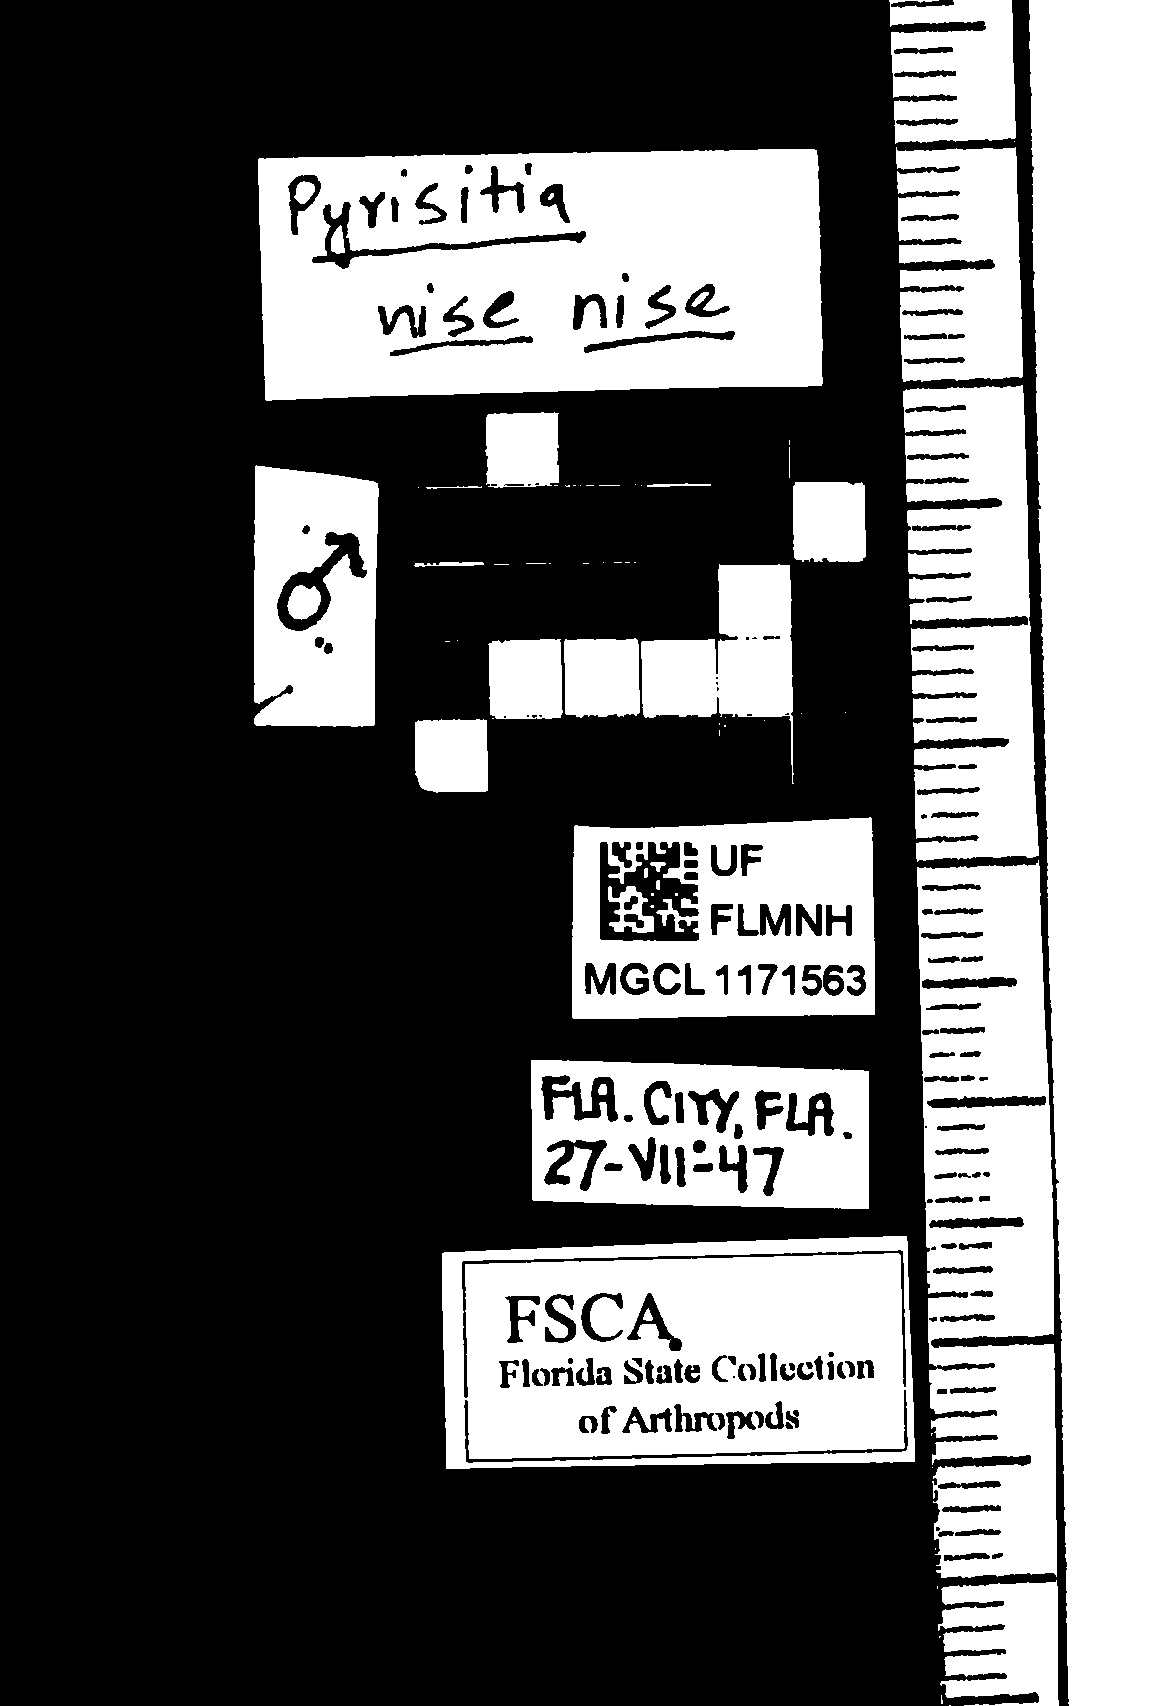 Pyrisitia
nise nise
♂
UF
FLMNH
MGCL 1171563
FLA. CITY, FLA.
27-VII-47
FSCA
Florida State Collection
of Arthropods